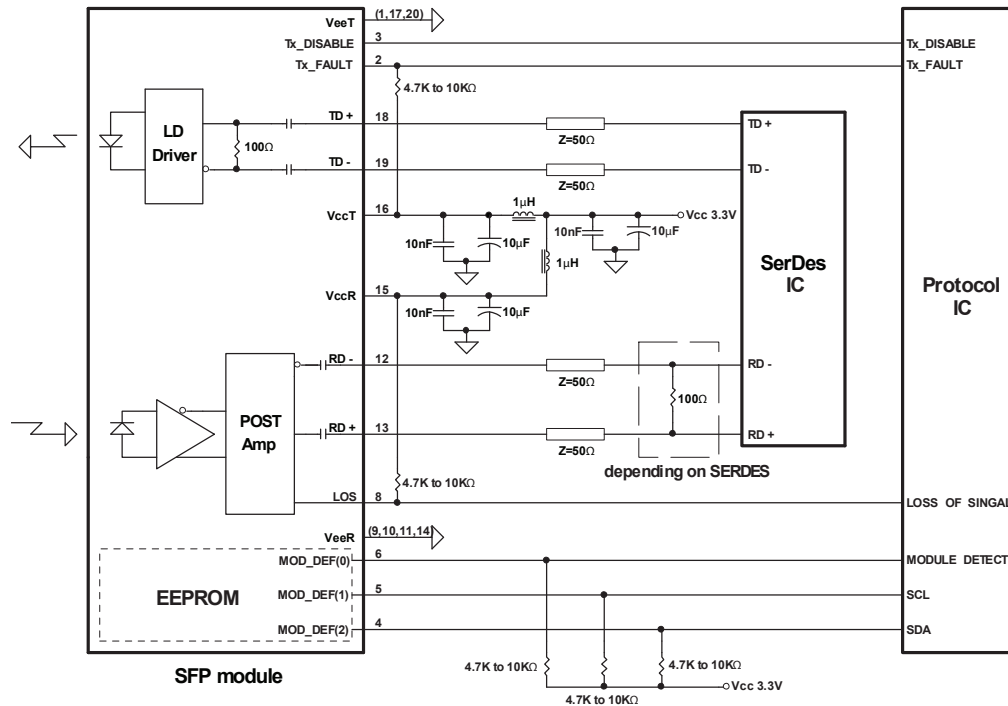 VeeT (1,17,20)
Tx_DISABLE 3 Tx_DISABLE
Tx_FAULT 2 Tx_FAULT
4.7K to 10KΩ
LD
Driver
100Ω
TD + 18 Z=50Ω TD +
TD - 19 Z=50Ω TD -
VccT 16
1µH
Vcc 3.3V
10nF 10µF 10nF 10µF
1µH
SerDes
IC
Protocol
IC
VccR 15
10nF 10µF
RD - 12 Z=50Ω RD -
POST
Amp
100Ω
RD + 13 Z=50Ω RD +
depending on SERDES
4.7K to 10KΩ
LOS 8 LOSS OF SINGAL
VeeR (9,10,11,14)
MOD_DEF(0) 6 MODULE DETECT
EEPROM
MOD_DEF(1) 5 SCL
MOD_DEF(2) 4 SDA
4.7K to 10KΩ 4.7K to 10KΩ
4.7K to 10KΩ
Vcc 3.3V
SFP module